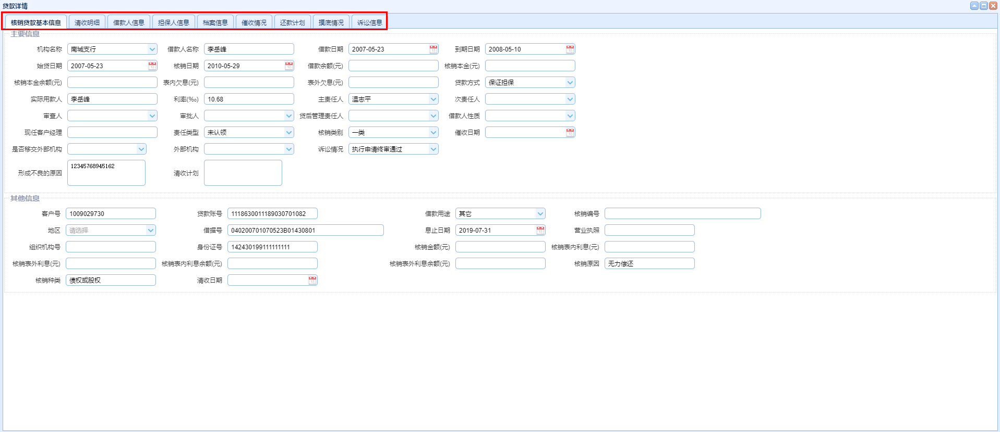 贷款详情
核销贷款基本信息 清收明细 借款人信息 担保人信息 档案信息 催收情况 还款计划 摸底情况 诉讼信息
主要信息
机构名称 南城支行 借款人名称 李岳峰 借款日期 2007-05-23 到期日期 2008-05-10
始贷日期 2007-05-23 核销日期 2010-05-29 借款余额(元) 核销本金(元)
核销本金余额(元) 表内欠息(元) 表外欠息(元) 贷款方式 保证担保
实际用款人 李岳峰 利率(‰) 10.68 主责任人 温志平 次责任人
审查人 审批人 贷后管理责任人 借款人性质
现任客户经理 责任类型 未认领 核销类别 一类 催收日期
是否移交外部机构 外部机构 诉讼情况 执行申请终审通过
形成不良的原因 12345768945162 清收计划
其他信息
客户号 1009029730 贷款账号 1118630011189030701082 借款用途 其它 核销编号
地区 请选择 借据号 040200701070523B01430801 息止日期 2019-07-31 营业执照
组织机构号 身份证号 142430199111111111 核销金额(元) 核销表内利息(元)
核销表外利息(元) 核销表内利息余额(元) 核销表外利息余额(元) 核销原因 无力偿还
核销种类 债权或股权 清收日期